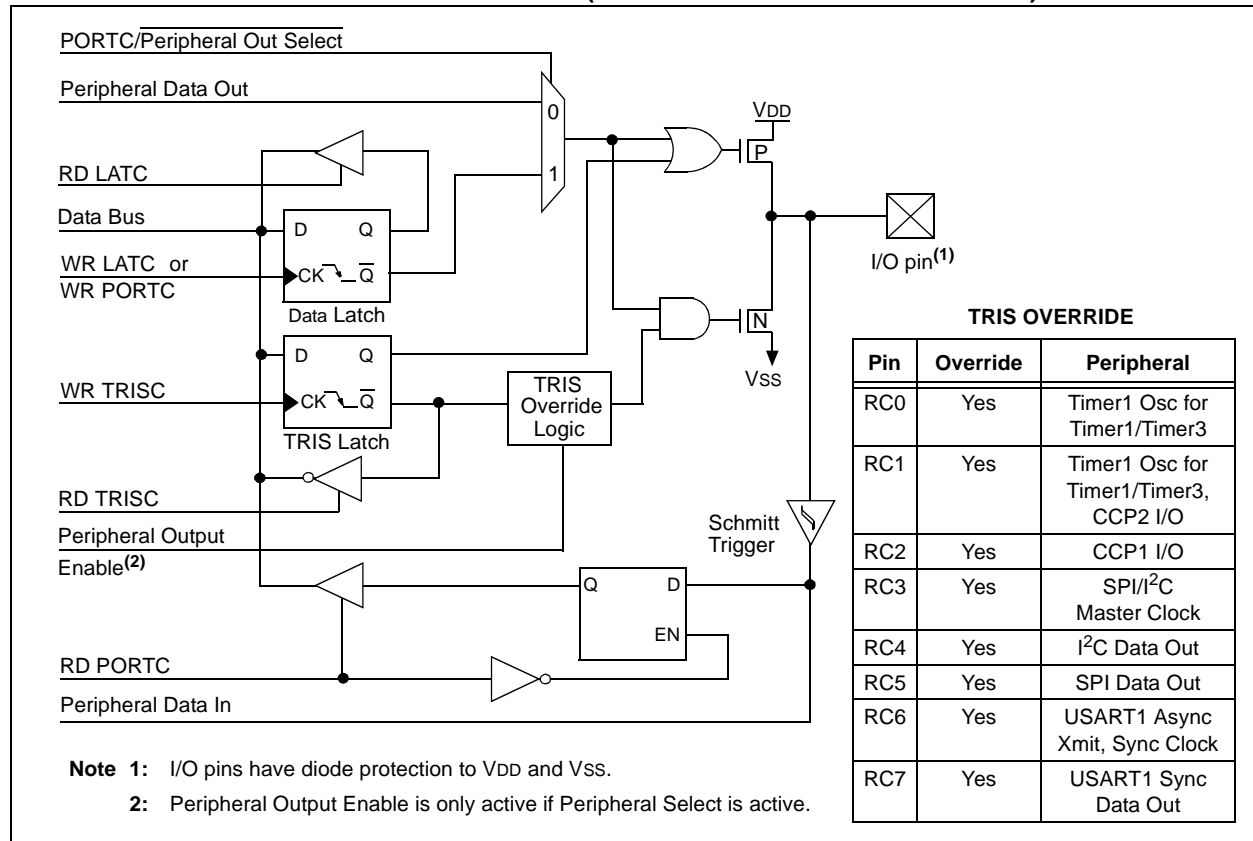 PORTC/Peripheral Out Select
Peripheral Data Out
RD LATC
Data Bus
WR LATC or
WR PORTC
D Q
CK Q
Data Latch
D Q
CK Q
TRIS Latch
WR TRISC
RD TRISC
Peripheral Output
Enable(2)
RD PORTC
Peripheral Data In
0
1
TRIS
Override
Logic
VDD
P
N
VSS
I/O pin(1)
Schmitt
Trigger
Q D
EN
TRIS OVERRIDE
Pin Override Peripheral
RC0 Yes Timer1 Osc for
Timer1/Timer3
RC1 Yes Timer1 Osc for
Timer1/Timer3,
CCP2 I/O
RC2 Yes CCP1 I/O
RC3 Yes SPI/I2C
Master Clock
RC4 Yes I2C Data Out
RC5 Yes SPI Data Out
RC6 Yes USART1 Async
Xmit, Sync Clock
RC7 Yes USART1 Sync
Data Out
Note 1: I/O pins have diode protection to VDD and VSS.
2: Peripheral Output Enable is only active if Peripheral Select is active.